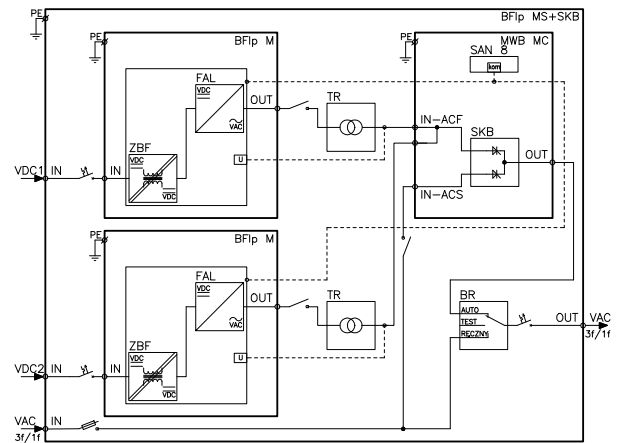 PE
BFIp MS+SKB
PE
BFIp M
FAL
VDC
VAC
OUT
ZBF
VDC
VDC
U
VDC1
IN
IN
TR
PE
MWB MC
SAN 8
kom
IN-ACF
SKB
OUT
IN-ACS
PE
BFIp M
FAL
VDC
VAC
OUT
ZBF
VDC
VDC
U
VDC2
IN
IN
TR
BR
AUTO
TEST
RĘCZNY
OUT
VAC
3f/1f
VAC
3f/1f
IN